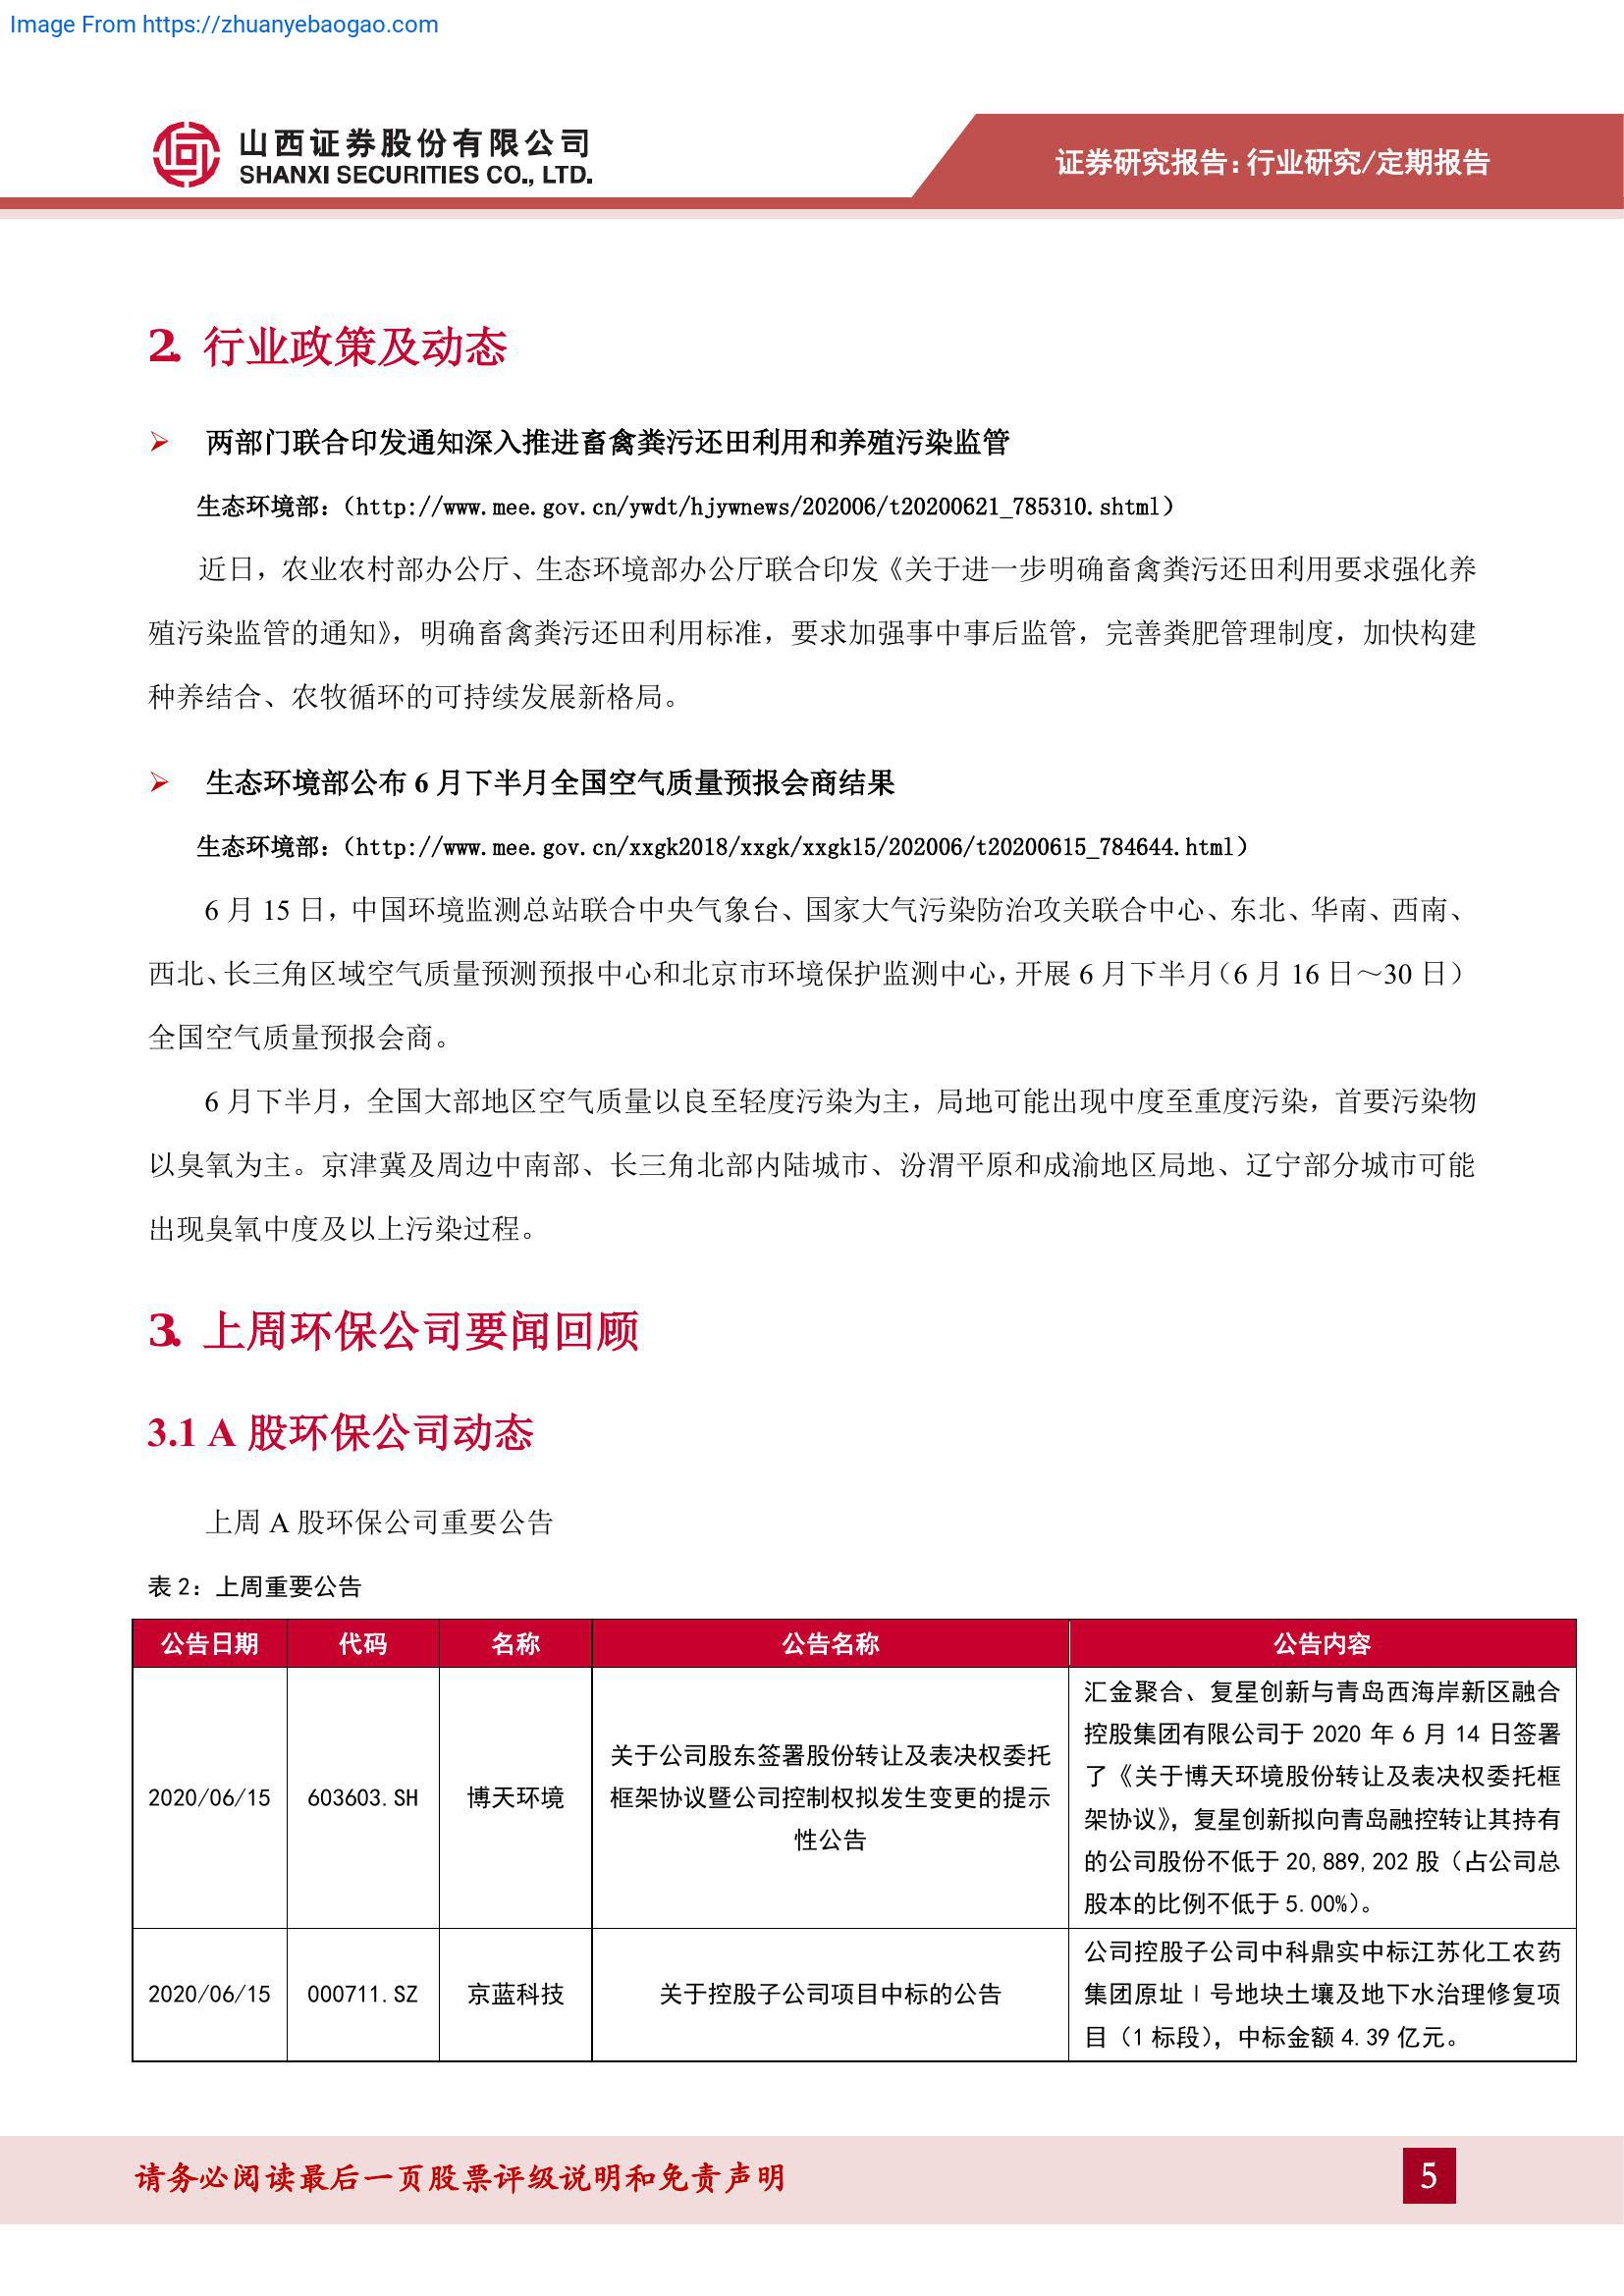 Image From https://zhuanyebaogao.com
山西证券股份有限公司
SHANXI SECURITIES CO., LTD.
证券研究报告：行业研究/定期报告
2. 行业政策及动态
➢ 两部门联合印发通知深入推进畜禽粪污还田利用和养殖污染监管
生态环境部：（http://www.mee.gov.cn/ywdt/hjywnews/202006/t20200621_785310.shtml）
近日，农业农村部办公厅、生态环境部办公厅联合印发《关于进一步明确畜禽粪污还田利用要求强化养
殖污染监管的通知》，明确畜禽粪污还田利用标准，要求加强事中事后监管，完善粪肥管理制度，加快构建
种养结合、农牧循环的可持续发展新格局。
➢ 生态环境部公布 6 月下半月全国空气质量预报会商结果
生态环境部：（http://www.mee.gov.cn/xxgk2018/xxgk/xxgk15/202006/t20200615_784644.html）
6 月 15 日，中国环境监测总站联合中央气象台、国家大气污染防治攻关联合中心、东北、华南、西南、
西北、长三角区域空气质量预测预报中心和北京市环境保护监测中心，开展 6 月下半月（6 月 16 日～30 日）
全国空气质量预报会商。
6 月下半月，全国大部地区空气质量以良至轻度污染为主，局地可能出现中度至重度污染，首要污染物
以臭氧为主。京津冀及周边中南部、长三角北部内陆城市、汾渭平原和成渝地区局地、辽宁部分城市可能
出现臭氧中度及以上污染过程。
3. 上周环保公司要闻回顾
3.1 A 股环保公司动态
上周 A 股环保公司重要公告
表 2：上周重要公告
公告日期 代码 名称 公告名称 公告内容
2020/06/15 603603.SH 博天环境
关于公司股东签署股份转让及表决权委托
框架协议暨公司控制权拟发生变更的提示
性公告
汇金聚合、复星创新与青岛西海岸新区融合
控股集团有限公司于 2020 年 6 月 14 日签署
了《关于博天环境股份转让及表决权委托框
架协议》，复星创新拟向青岛融控转让其持有
的公司股份不低于 20,889,202 股（占公司总
股本的比例不低于 5.00%）。
2020/06/15 000711.SZ 京蓝科技 关于控股子公司项目中标的公告
公司控股子公司中科鼎实中标江苏化工农药
集团原址Ⅰ号地块土壤及地下水治理修复项
目（1 标段），中标金额 4.39 亿元。
请务必阅读最后一页股票评级说明和免责声明
5